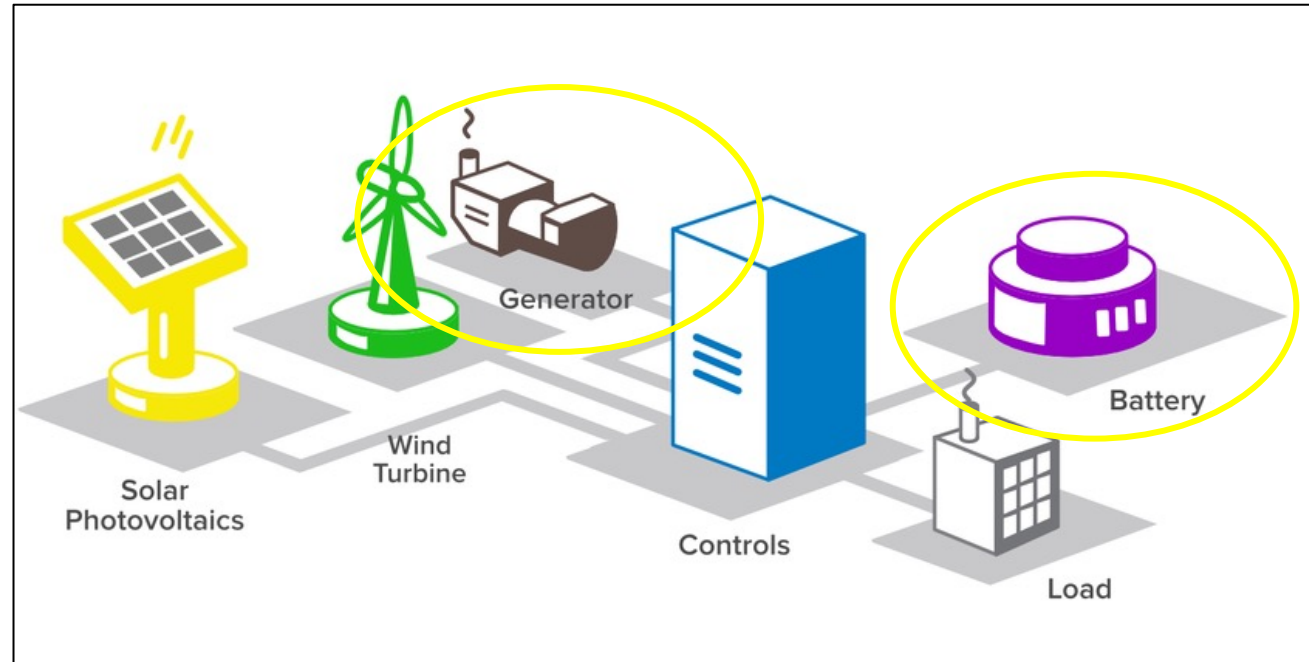 Generator
Battery
Wind
Turbine
Solar
Photovoltaics
Controls
Load